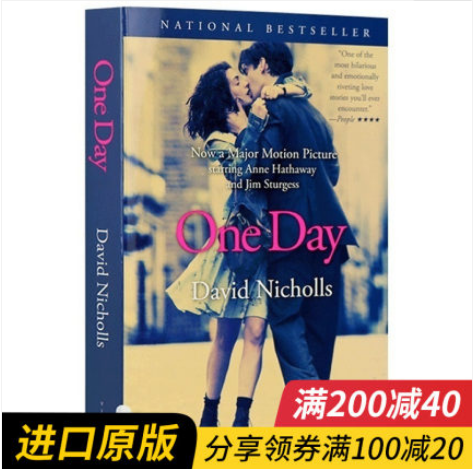 NATIONAL BESTSELLER
"One of the
most hilarious
and emotionally
riveting love
stories you'll ever
encounter."
—People ★★★★
Now a Major Motion Picture
starring Anne Hathaway
and Jim Sturgess
One Day
David Nicholls
One Day
David Nicholls
满200减40
进口原版
分享领券满100减20